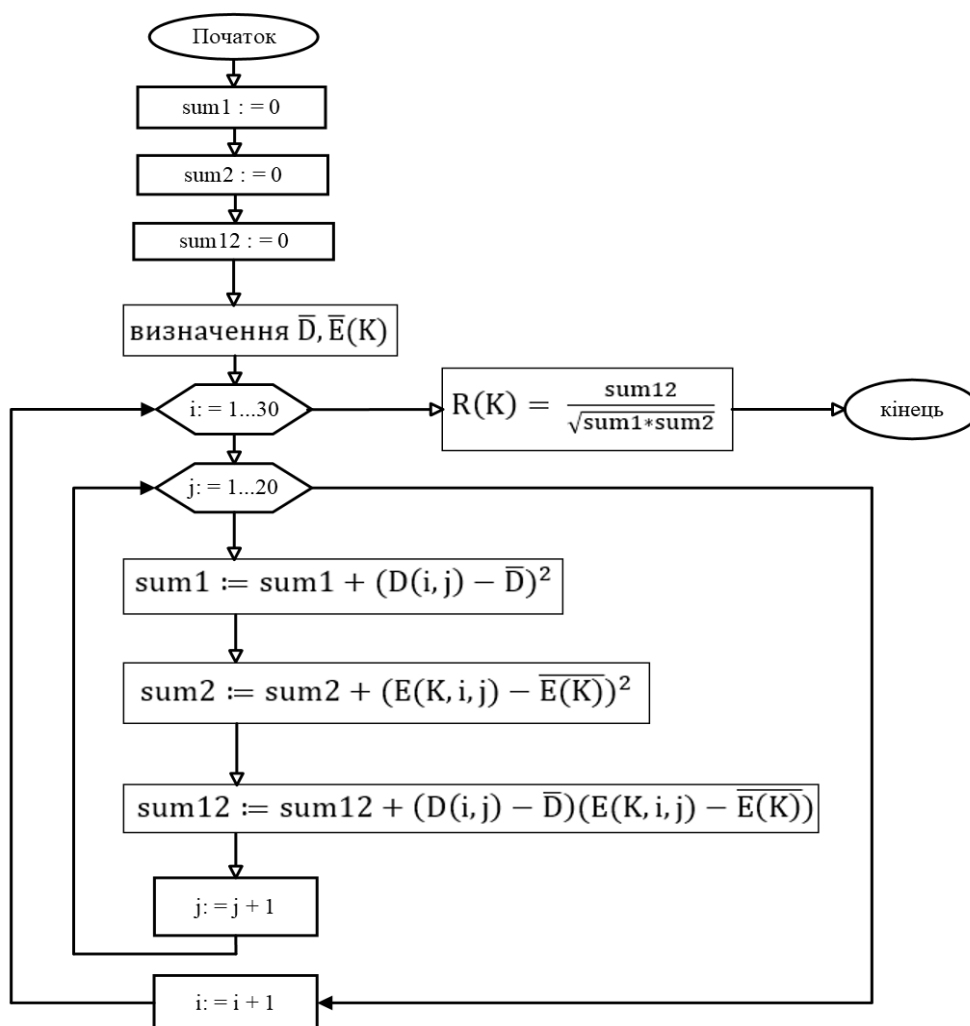 Початок
sum1 : = 0
sum2 : = 0
sum12 : = 0
визначення D̅, E̅(K)
i: = 1...30
R(K) = sum12 / √sum1∗sum2
кінець
j: = 1...20
sum1 ≔ sum1 + (D(i, j) − D̅)²
sum2 ≔ sum2 + (E(K, i, j) − E̅(̅K̅)̅)²
sum12 ≔ sum12 + (D(i, j) − D̅)(E(K, i, j) − E̅(̅K̅)̅)
j: = j + 1
i: = i + 1